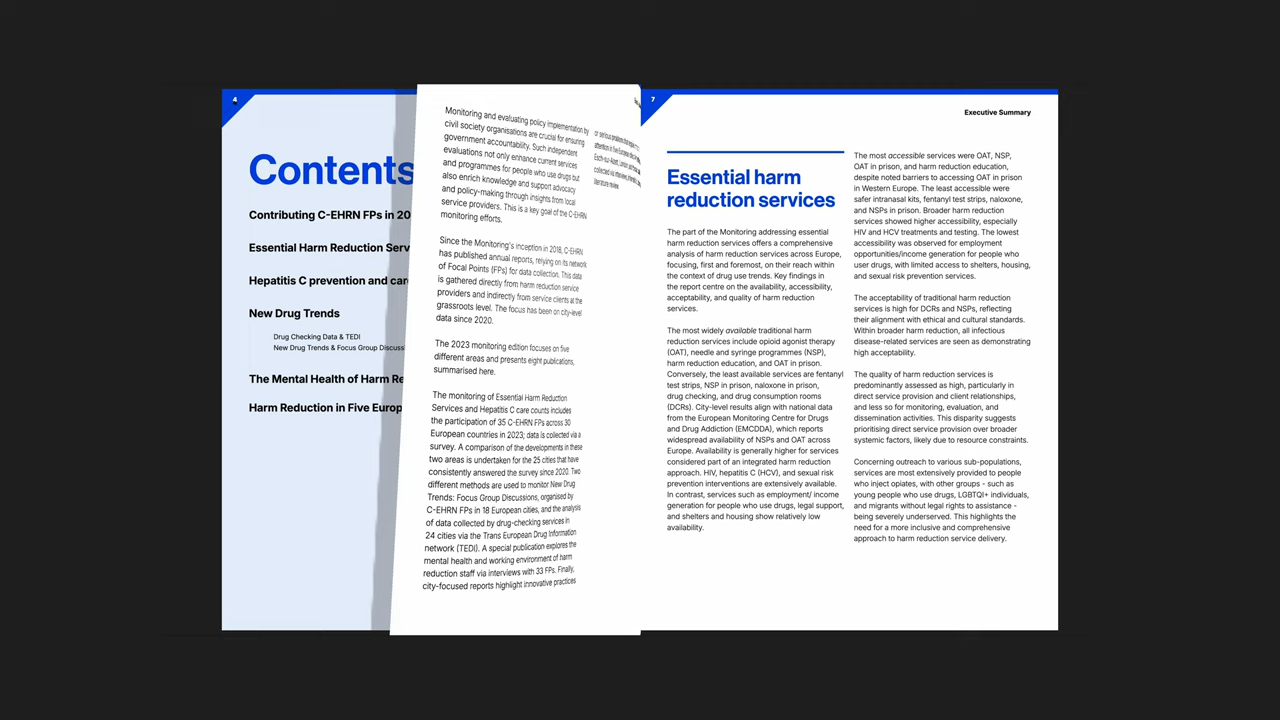 4
Contents
Contributing C-EHRN FPs in 20
Essential Harm Reduction Serv
Hepatitis C prevention and car
New Drug Trends
Drug Checking Data & TEDI
New Drug Trends & Focus Group Discuss
The Mental Health of Harm Re
Harm Reduction in Five Europ
Monitoring and evaluating policy implementation by
civil society organisations are crucial for ensuring
government accountability. Such independent
evaluations not only enhance current services
and programmes for people who use drugs but
also enrich knowledge and support advocacy
and policy-making through insights from local
service providers. This is a key goal of the C-EHRN
monitoring efforts.
Since the Monitoring's inception in 2018, C-EHRN
has published annual reports, relying on its network
of Focal Points (FPs) for data collection. This data
is gathered directly from harm reduction service
providers and indirectly from service clients at the
grassroots level. The focus has been on city-level
data since 2020.
The 2023 monitoring edition focuses on five
different areas and presents eight publications,
summarised here.
The monitoring of Essential Harm Reduction
Services and Hepatitis C care counts includes
the participation of 35 C-EHRN FPs across 30
European countries in 2023; data is collected via a
survey. A comparison of the developments in these
two areas is undertaken for the 25 cities that have
consistently answered the survey since 2020. Two
different methods are used to monitor New Drug
Trends: Focus Group Discussions, organised by
C-EHRN FPs in 18 European cities, and the analysis
of data collected by drug-checking services in
24 cities via the Trans European Drug Information
network (TEDI). A special publication explores the
mental health and working environment of harm
reduction staff via interviews with 33 FPs. Finally,
city-focused reports highlight innovative practices
7
Executive Summary
Essential harm
reduction services
The part of the Monitoring addressing essential
harm reduction services offers a comprehensive
analysis of harm reduction services across Europe,
focusing, first and foremost, on their reach within
the context of drug use trends. Key findings in
the report centre on the availability, accessibility,
acceptability, and quality of harm reduction
services.
The most widely available traditional harm
reduction services include opioid agonist therapy
(OAT), needle and syringe programmes (NSP),
harm reduction education, and OAT in prison.
Conversely, the least available services are fentanyl
test strips, NSP in prison, naloxone in prison,
drug checking, and drug consumption rooms
(DCRs). City-level results align with national data
from the European Monitoring Centre for Drugs
and Drug Addiction (EMCDDA), which reports
widespread availability of NSPs and OAT across
Europe. Availability is generally higher for services
considered part of an integrated harm reduction
approach. HIV, hepatitis C (HCV), and sexual risk
prevention interventions are extensively available.
In contrast, services such as employment/ income
generation for people who use drugs, legal support,
and shelters and housing show relatively low
availability.
The most accessible services were OAT, NSP,
OAT in prison, and harm reduction education,
despite noted barriers to accessing OAT in prison
in Western Europe. The least accessible were
safer intranasal kits, fentanyl test strips, naloxone,
and NSPs in prison. Broader harm reduction
services showed higher accessibility, especially
HIV and HCV treatments and testing. The lowest
accessibility was observed for employment
opportunities/income generation for people who
user drugs, with limited access to shelters, housing,
and sexual risk prevention services.
The acceptability of traditional harm reduction
services is high for DCRs and NSPs, reflecting
their alignment with ethical and cultural standards.
Within broader harm reduction, all infectious
disease-related services are seen as demonstrating
high acceptability.
The quality of harm reduction services is
predominantly assessed as high, particularly in
direct service provision and client relationships,
and less so for monitoring, evaluation, and
dissemination activities. This disparity suggests
prioritising direct service provision over broader
systemic factors, likely due to resource constraints.
Concerning outreach to various sub-populations,
services are most extensively provided to people
who inject opiates, with other groups - such as
young people who use drugs, LGBTQI+ individuals,
and migrants without legal rights to assistance -
being severely underserved. This highlights the
need for a more inclusive and comprehensive
approach to harm reduction service delivery.